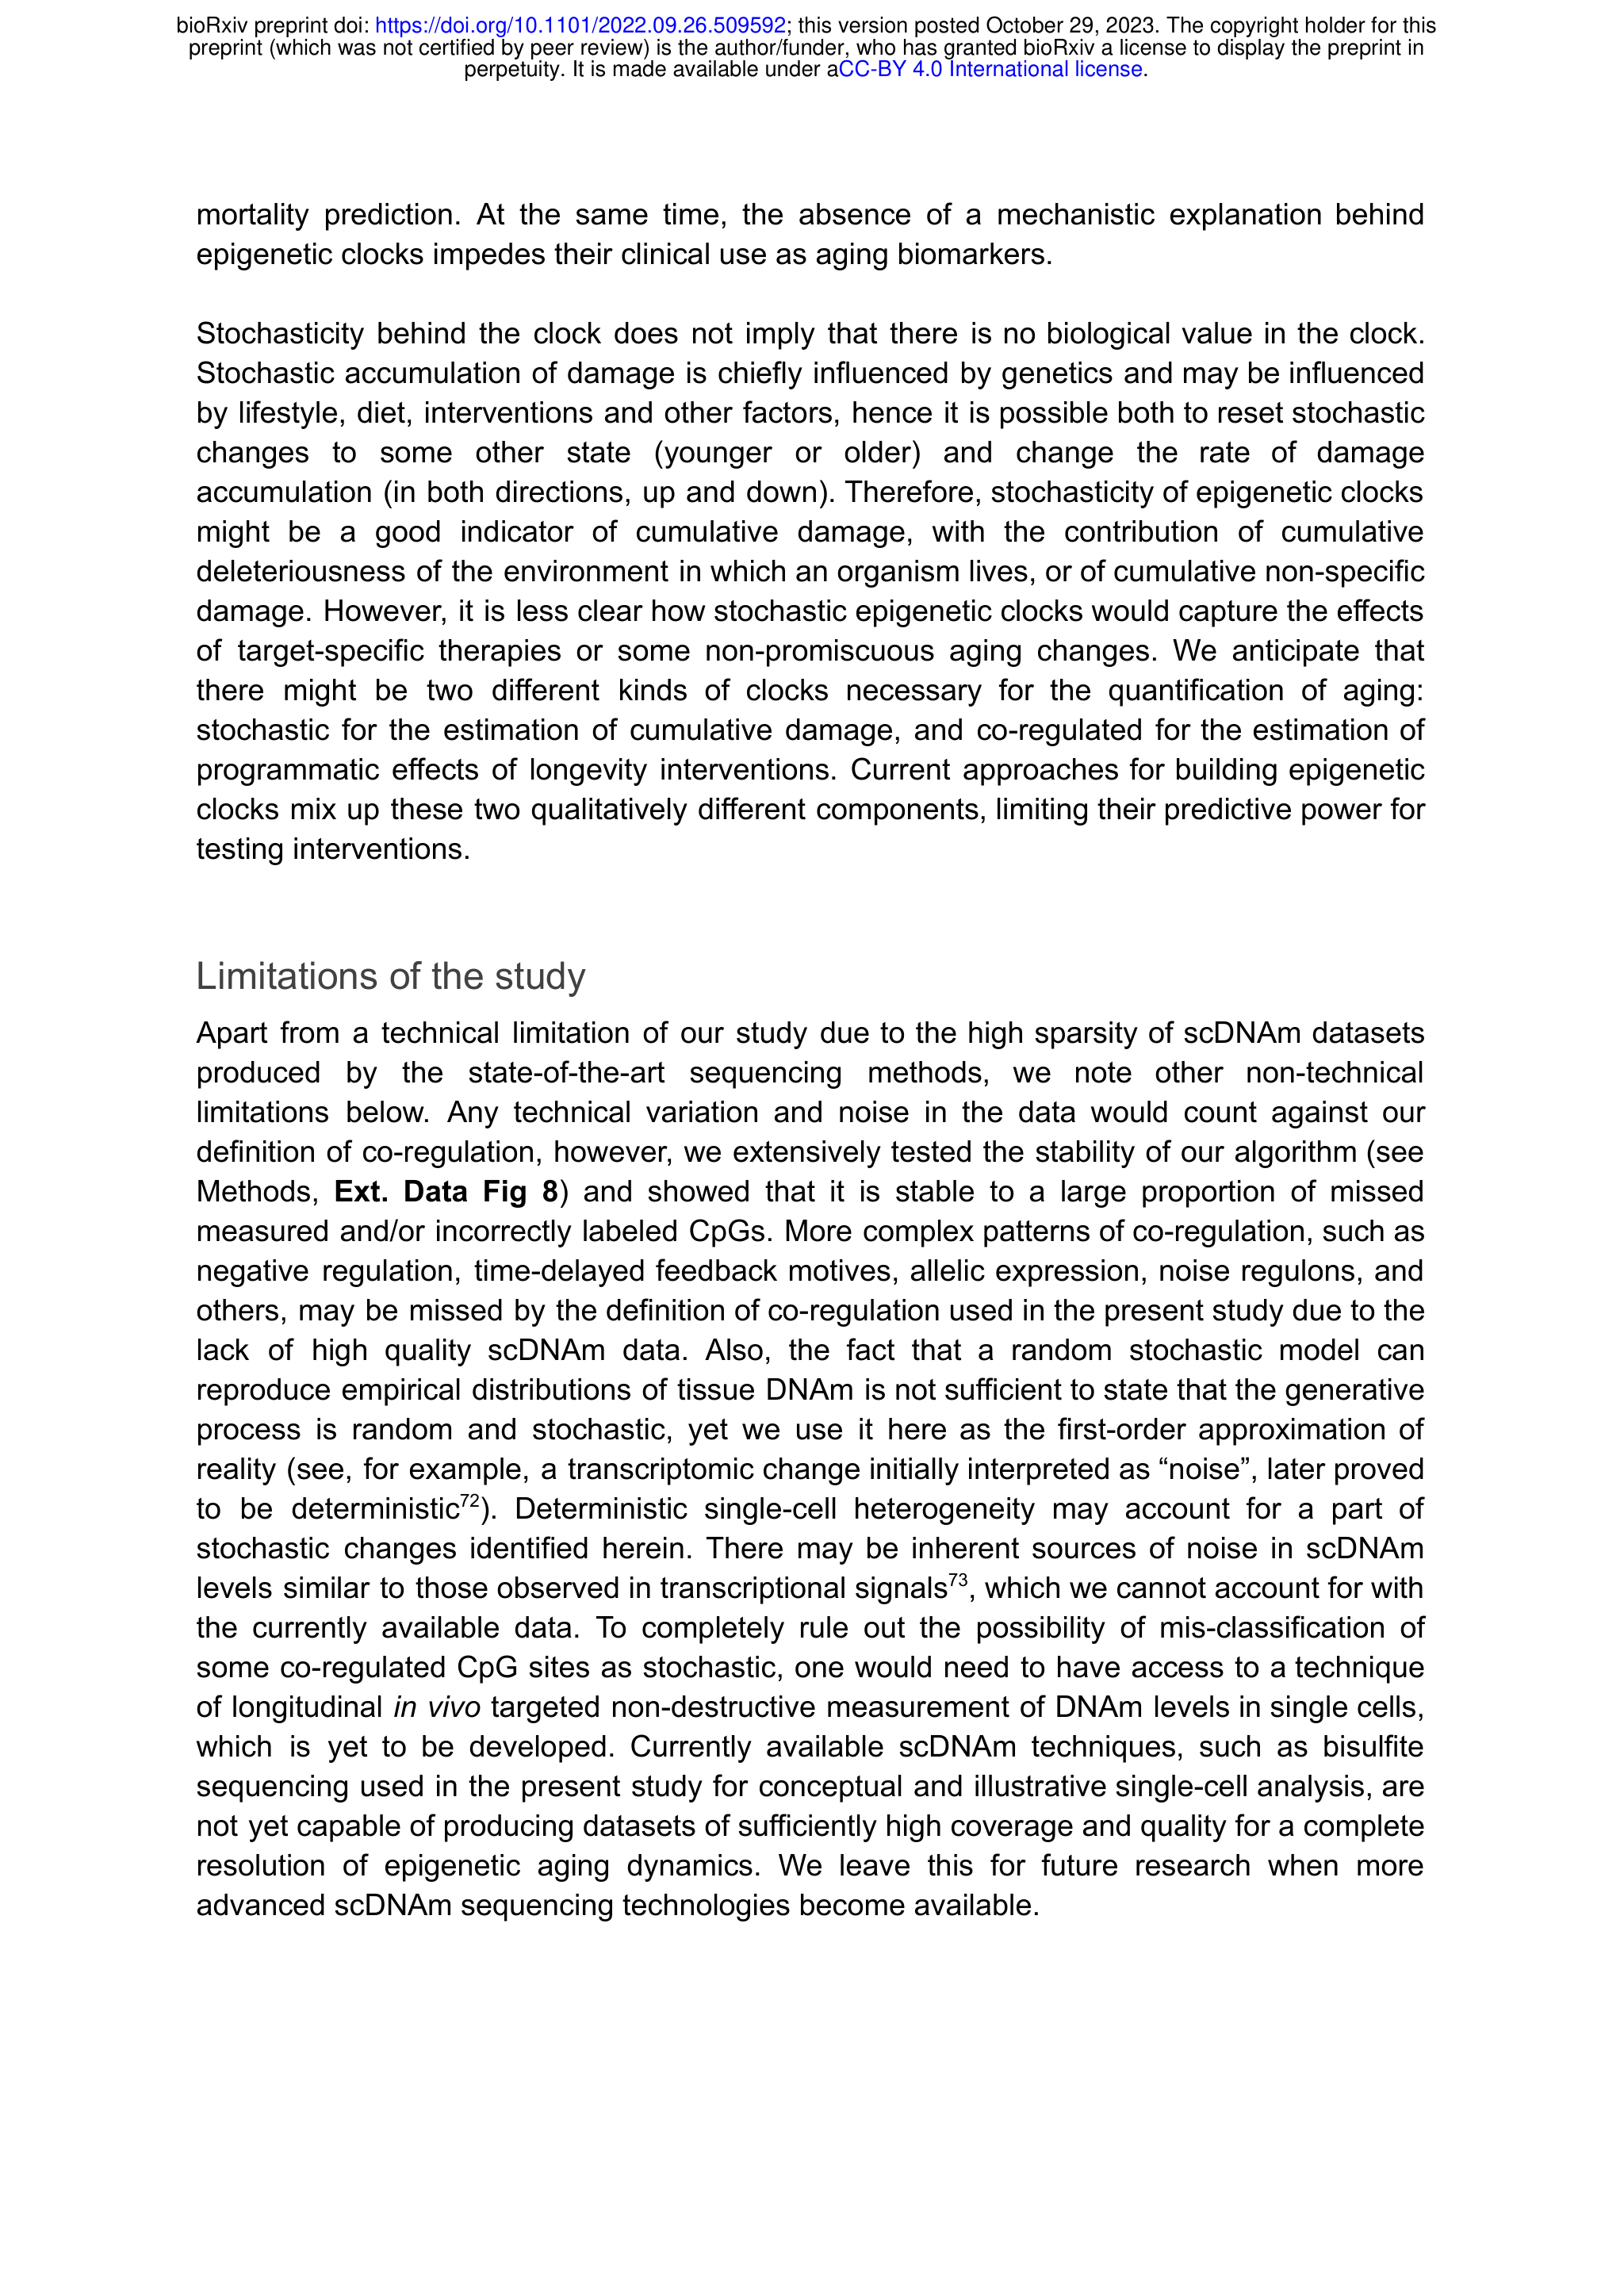 bioRxiv preprint doi: https://doi.org/10.1101/2022.09.26.509592; this version posted October 29, 2023. The copyright holder for this
preprint (which was not certified by peer review) is the author/funder, who has granted bioRxiv a license to display the preprint in
perpetuity. It is made available under aCC-BY 4.0 International license.
mortality prediction. At the same time, the absence of a mechanistic explanation behind
epigenetic clocks impedes their clinical use as aging biomarkers.
Stochasticity behind the clock does not imply that there is no biological value in the clock.
Stochastic accumulation of damage is chiefly influenced by genetics and may be influenced
by lifestyle, diet, interventions and other factors, hence it is possible both to reset stochastic
changes to some other state (younger or older) and change the rate of damage
accumulation (in both directions, up and down). Therefore, stochasticity of epigenetic clocks
might be a good indicator of cumulative damage, with the contribution of cumulative
deleteriousness of the environment in which an organism lives, or of cumulative non-specific
damage. However, it is less clear how stochastic epigenetic clocks would capture the effects
of target-specific therapies or some non-promiscuous aging changes. We anticipate that
there might be two different kinds of clocks necessary for the quantification of aging:
stochastic for the estimation of cumulative damage, and co-regulated for the estimation of
programmatic effects of longevity interventions. Current approaches for building epigenetic
clocks mix up these two qualitatively different components, limiting their predictive power for
testing interventions.
Limitations of the study
Apart from a technical limitation of our study due to the high sparsity of scDNAm datasets
produced by the state-of-the-art sequencing methods, we note other non-technical
limitations below. Any technical variation and noise in the data would count against our
definition of co-regulation, however, we extensively tested the stability of our algorithm (see
Methods, Ext. Data Fig 8) and showed that it is stable to a large proportion of missed
measured and/or incorrectly labeled CpGs. More complex patterns of co-regulation, such as
negative regulation, time-delayed feedback motives, allelic expression, noise regulons, and
others, may be missed by the definition of co-regulation used in the present study due to the
lack of high quality scDNAm data. Also, the fact that a random stochastic model can
reproduce empirical distributions of tissue DNAm is not sufficient to state that the generative
process is random and stochastic, yet we use it here as the first-order approximation of
reality (see, for example, a transcriptomic change initially interpreted as “noise”, later proved
to be deterministic72). Deterministic single-cell heterogeneity may account for a part of
stochastic changes identified herein. There may be inherent sources of noise in scDNAm
levels similar to those observed in transcriptional signals73, which we cannot account for with
the currently available data. To completely rule out the possibility of mis-classification of
some co-regulated CpG sites as stochastic, one would need to have access to a technique
of longitudinal in vivo targeted non-destructive measurement of DNAm levels in single cells,
which is yet to be developed. Currently available scDNAm techniques, such as bisulfite
sequencing used in the present study for conceptual and illustrative single-cell analysis, are
not yet capable of producing datasets of sufficiently high coverage and quality for a complete
resolution of epigenetic aging dynamics. We leave this for future research when more
advanced scDNAm sequencing technologies become available.